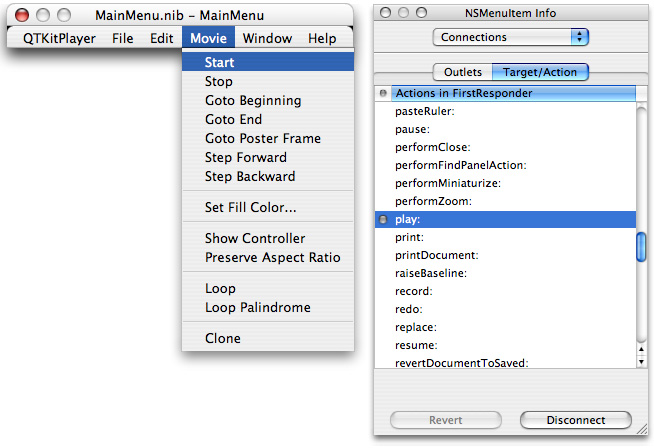 MainMenu.nib – MainMenu
QTKitPlayer File Edit Movie Window Help
Start
Stop
Goto Beginning
Goto End
Goto Poster Frame
Step Forward
Step Backward
Set Fill Color...
Show Controller
Preserve Aspect Ratio
Loop
Loop Palindrome
Clone
NSMenuItem Info
Connections
Outlets Target/Action
Actions in FirstResponder
pasteRuler:
pause:
performClose:
performFindPanelAction:
performMiniaturize:
performZoom:
play:
print:
printDocument:
raiseBaseline:
record:
redo:
replace:
resume:
revertDocumentToSaved:
Revert Disconnect